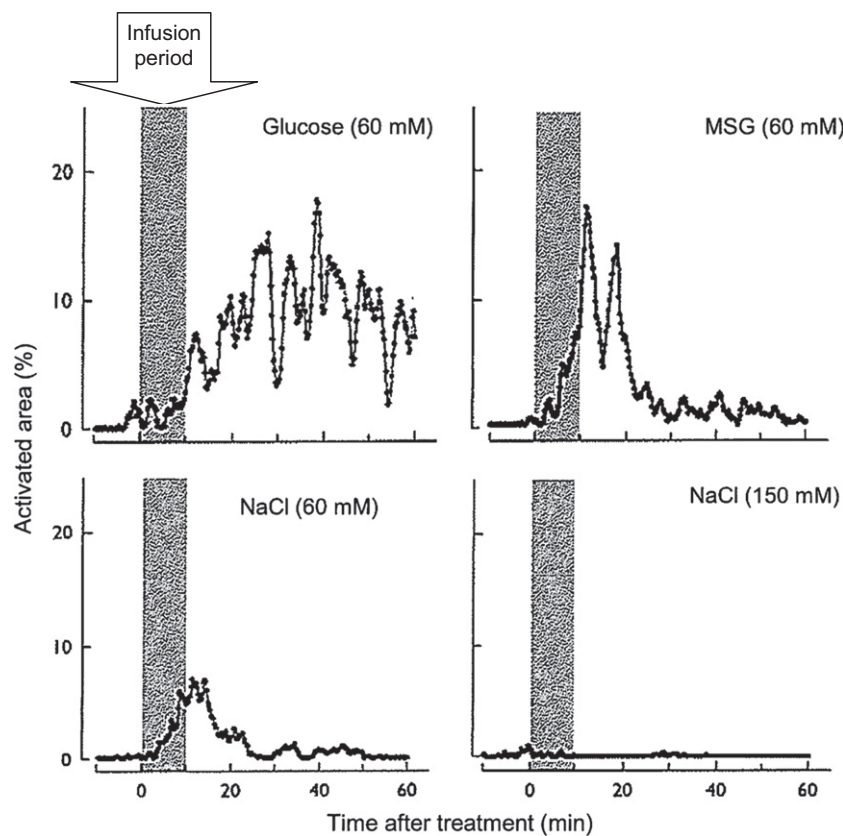 Infusion
period
Glucose (60 mM)
MSG (60 mM)
20
10
0
NaCl (60 mM)
NaCl (150 mM)
20
10
0
0 20 40 60
0 20 40 60
Activated area (%)
Time after treatment (min)